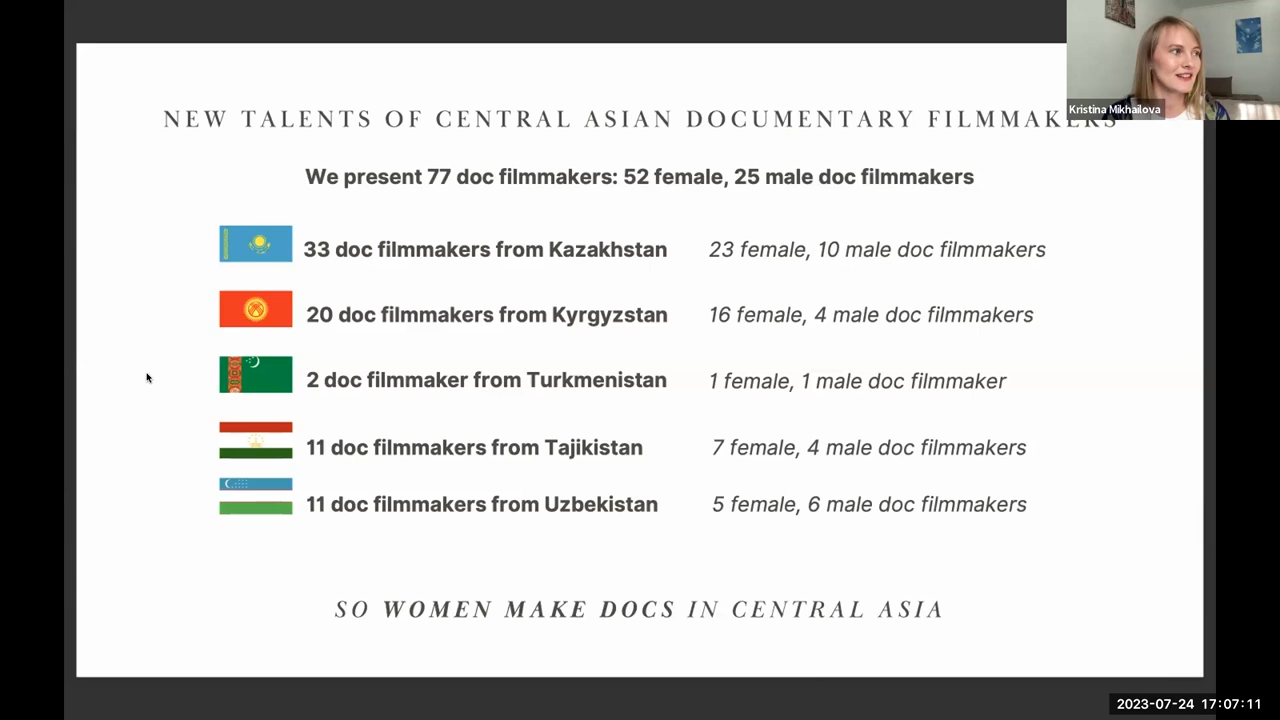 Kristina Mikhailova
NEW TALENTS OF CENTRAL ASIAN DOCUMENTARY FILMMAKERS
We present 77 doc filmmakers: 52 female, 25 male doc filmmakers
33 doc filmmakers from Kazakhstan 23 female, 10 male doc filmmakers
20 doc filmmakers from Kyrgyzstan 16 female, 4 male doc filmmakers
2 doc filmmaker from Turkmenistan 1 female, 1 male doc filmmaker
11 doc filmmakers from Tajikistan 7 female, 4 male doc filmmakers
11 doc filmmakers from Uzbekistan 5 female, 6 male doc filmmakers
SO WOMEN MAKE DOCS IN CENTRAL ASIA
2023-07-24 17:07:11